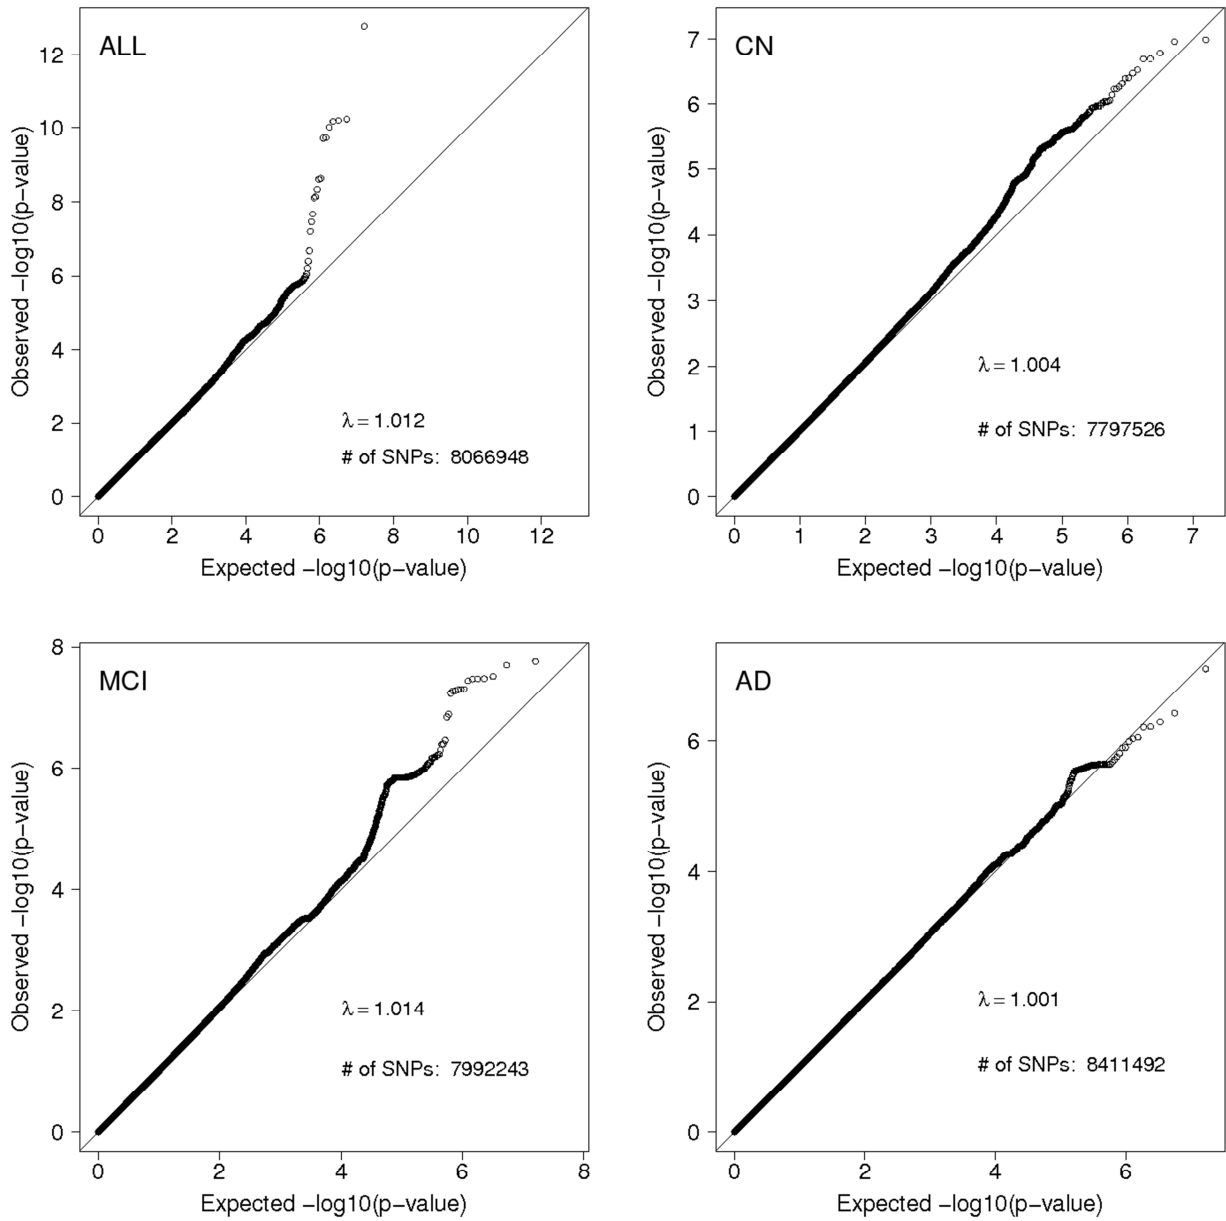 ALL
Observed −log10(p−value)
12
10
8
6
4
2
0
λ = 1.012
# of SNPs: 8066948
0 2 4 6 8 10 12
Expected −log10(p−value)
CN
Observed −log10(p−value)
7
6
5
4
3
2
1
0
λ = 1.004
# of SNPs: 7797526
0 1 2 3 4 5 6 7
Expected −log10(p−value)
MCI
Observed −log10(p−value)
8
6
4
2
0
λ = 1.014
# of SNPs: 7992243
0 2 4 6 8
Expected −log10(p−value)
AD
Observed −log10(p−value)
6
4
2
0
λ = 1.001
# of SNPs: 8411492
0 2 4 6
Expected −log10(p−value)